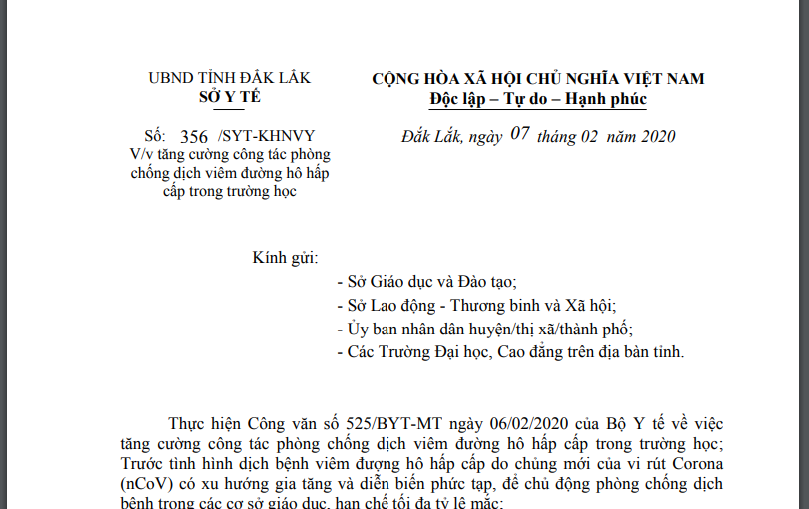 UBND TỈNH ĐẮK LẮK
SỞ Y TẾ
CỘNG HÒA XÃ HỘI CHỦ NGHĨA VIỆT NAM
Độc lập – Tự do – Hạnh phúc
Số: 356 /SYT-KHNVY
V/v tăng cường công tác phòng
chống dịch viêm đường hô hấp
cấp trong trường học
Đắk Lắk, ngày 07 tháng 02 năm 2020
Kính gửi:
- Sở Giáo dục và Đào tạo;
- Sở Lao động - Thương binh và Xã hội;
- Ủy ban nhân dân huyện/thị xã/thành phố;
- Các Trường Đại học, Cao đẳng trên địa bàn tỉnh.
Thực hiện Công văn số 525/BYT-MT ngày 06/02/2020 của Bộ Y tế về việc
tăng cường công tác phòng chống dịch viêm đường hô hấp cấp trong trường học;
Trước tình hình dịch bệnh viêm đượng hô hấp cấp do chủng mới của vi rút Corona
(nCoV) có xu hướng gia tăng và diễn biến phức tạp, để chủ động phòng chống dịch
bệnh trong các cơ sở giáo dục, hạn chế tối đa tỷ lệ mắc;